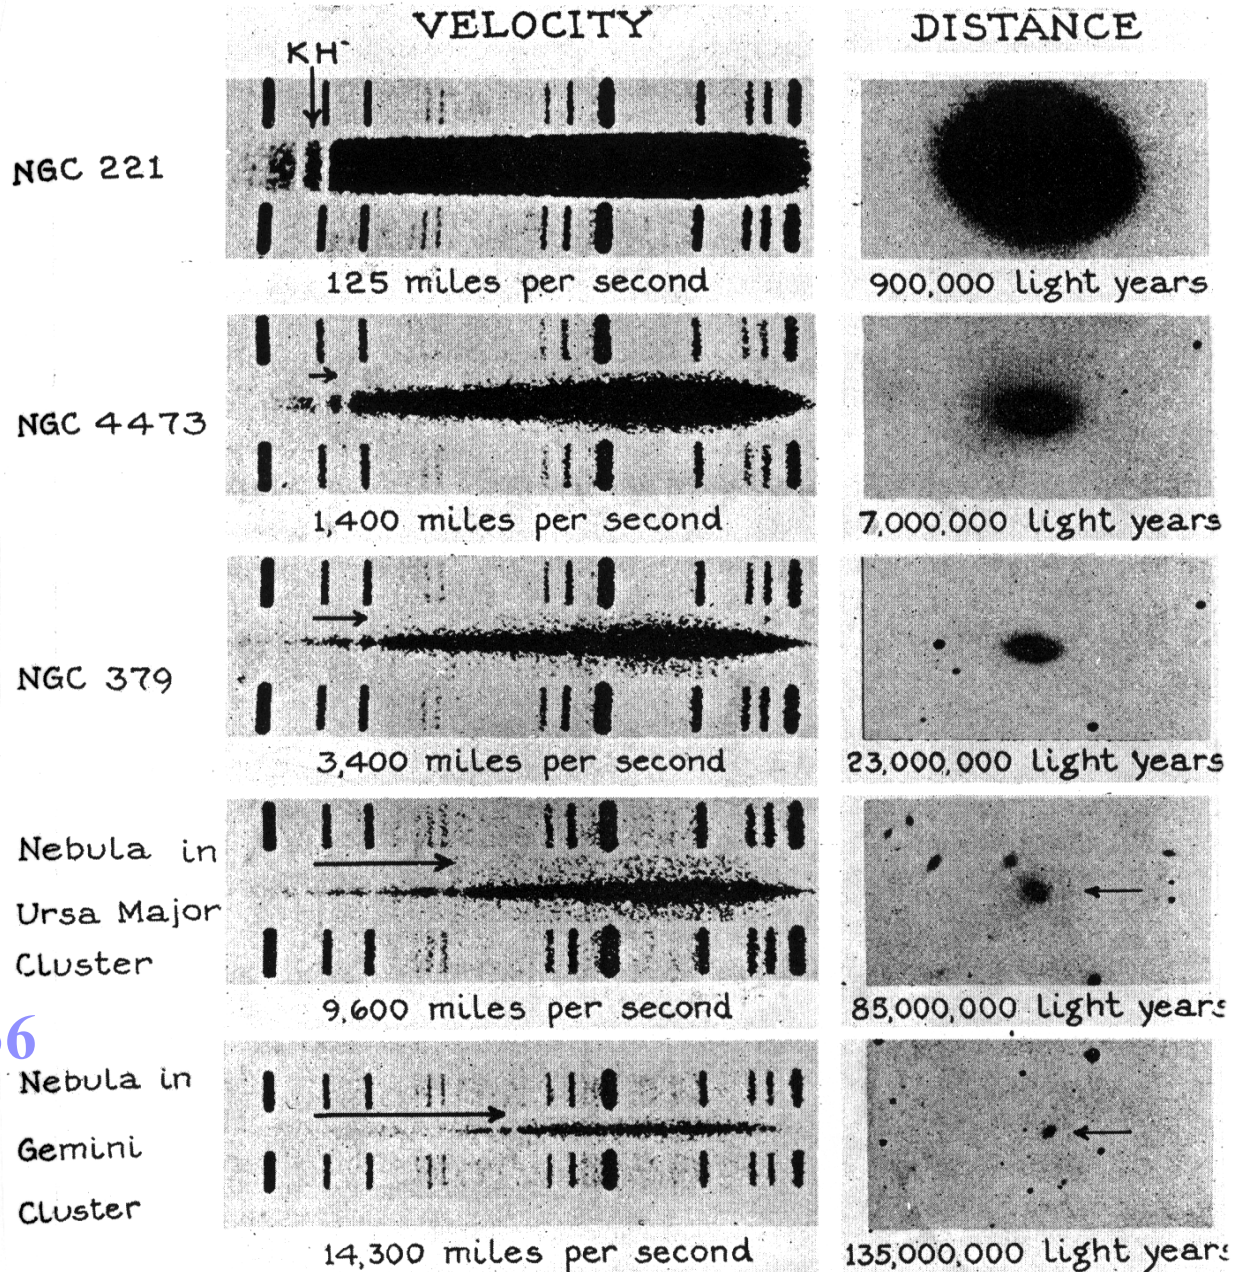 VELOCITY
DISTANCE
KH
NGC 221
125 miles per second
900,000 light years
NGC 4473
1,400 miles per second
7,000,000 light years
NGC 379
3,400 miles per second
23,000,000 light years
Nebula in
Ursa Major
Cluster
9,600 miles per second
85,000,000 light years
6
Nebula in
Gemini
Cluster
14,300 miles per second
135,000,000 light years